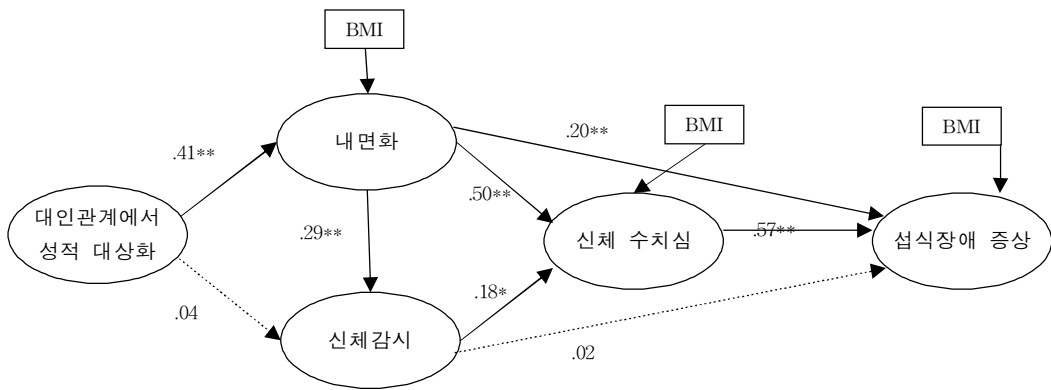 BMI
BMI
BMI
.20**
내면화
.41**
.50**
대인관계에서
성적 대상화
.29**
신체 수치심
.57**
섭식장애 증상
.18*
.04
신체감시
.02